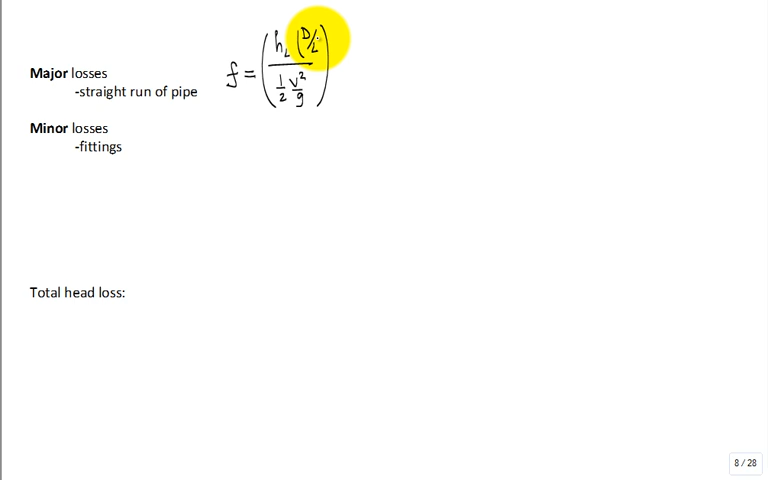 Major losses
-straight run of pipe
f = (h_L (D/L) / (1/2 V²/g))
Minor losses
-fittings
Total head loss:
8 / 28